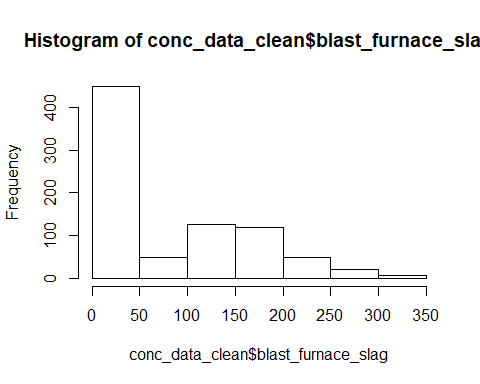 Histogram of conc_data_clean$blast_furnace_sla
Frequency
400
300
200
100
0
0 50 100 150 200 250 300 350
conc_data_clean$blast_furnace_slag